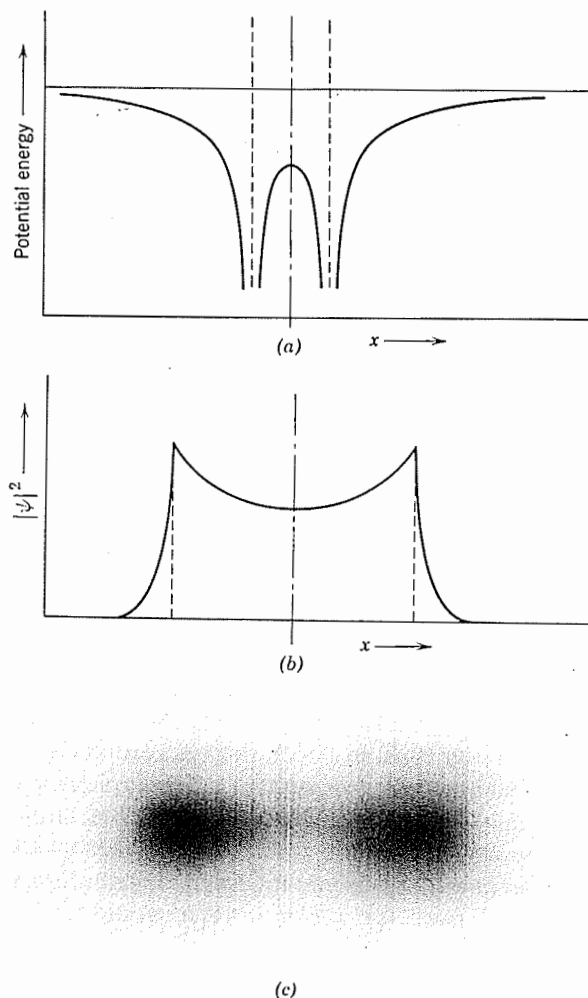 Potential energy
(a)
x
|ψ|²
(b)
x
(c)